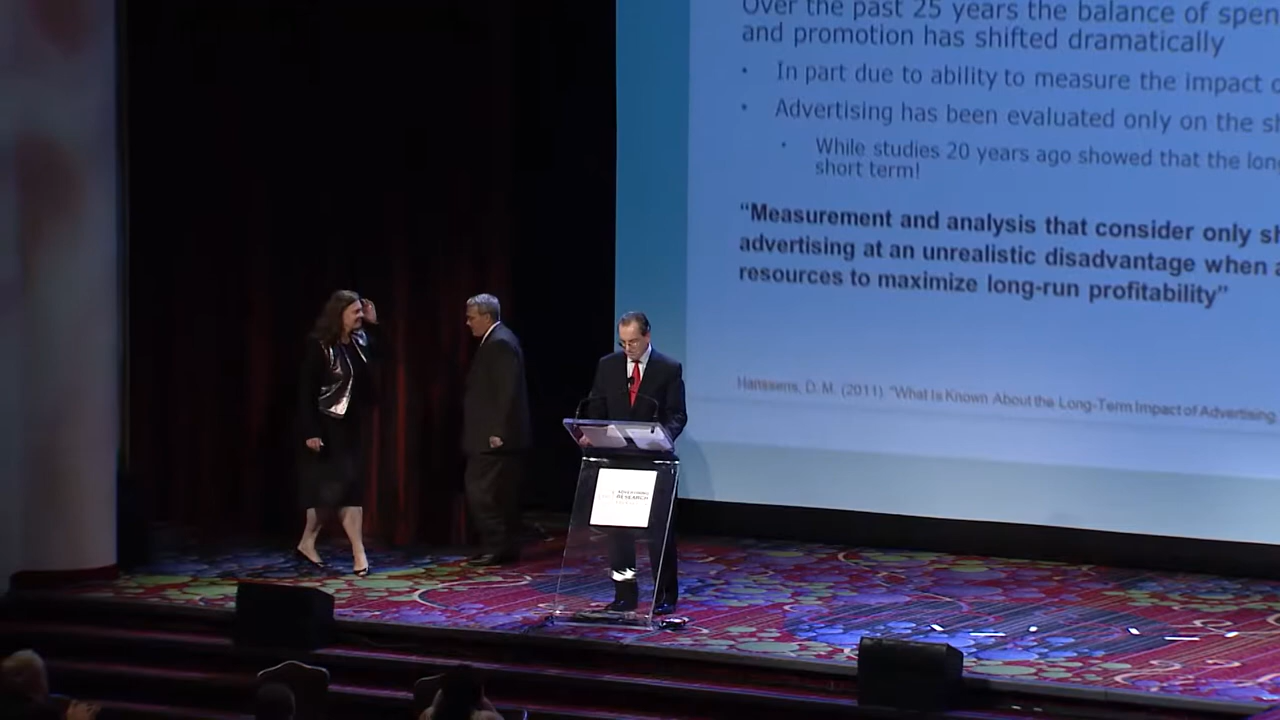 Over the past 25 years the balance of spen
and promotion has shifted dramatically
• In part due to ability to measure the impact o
• Advertising has been evaluated only on the sh
• While studies 20 years ago showed that the lon
short term!
“Measurement and analysis that consider only sh
advertising at an unrealistic disadvantage when a
resources to maximize long-run profitability”
Hanssens, D. M. (2011) “What Is Known About the Long-Term Impact of Advertising
ADVERTISING
RESEARCH